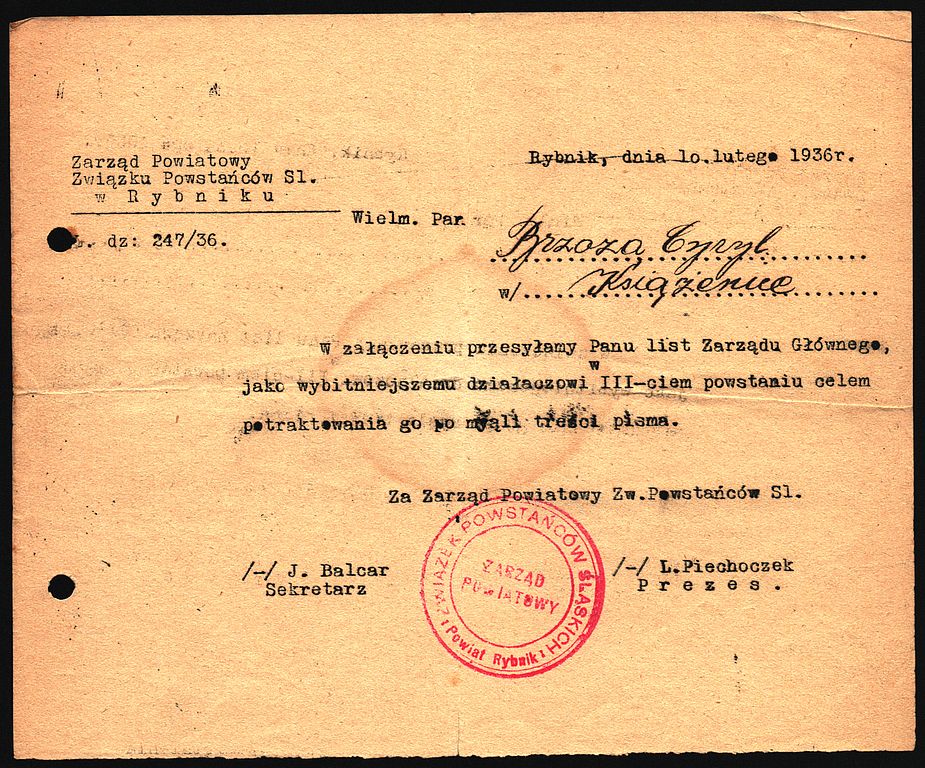 Zarząd Powiatowy
Związku Powstańców Sl.
w Rybniku
L. dz: 247/36.
Rybnik, dnia 10.lutego 1936r.
Wielm. Pan
Brzoza Cyryl
w/ Książenice
W załączeniu przesyłamy Panu list Zarządu Głównego,
w
jako wybitniejszemu działaczowi III-ciem powstaniu celem
potraktowania go po myśli treści pisma.
Za Zarząd Powiatowy Zw.Powstańców Sl.
/-/ J. Balcar
Sekretarz
/-/ L.Piechoczek
Prezes.
ZWIĄZEK POWSTAŃCÓW ŚLĄSKICH
ZARZĄD
POWIATOWY
Powiat Rybnik